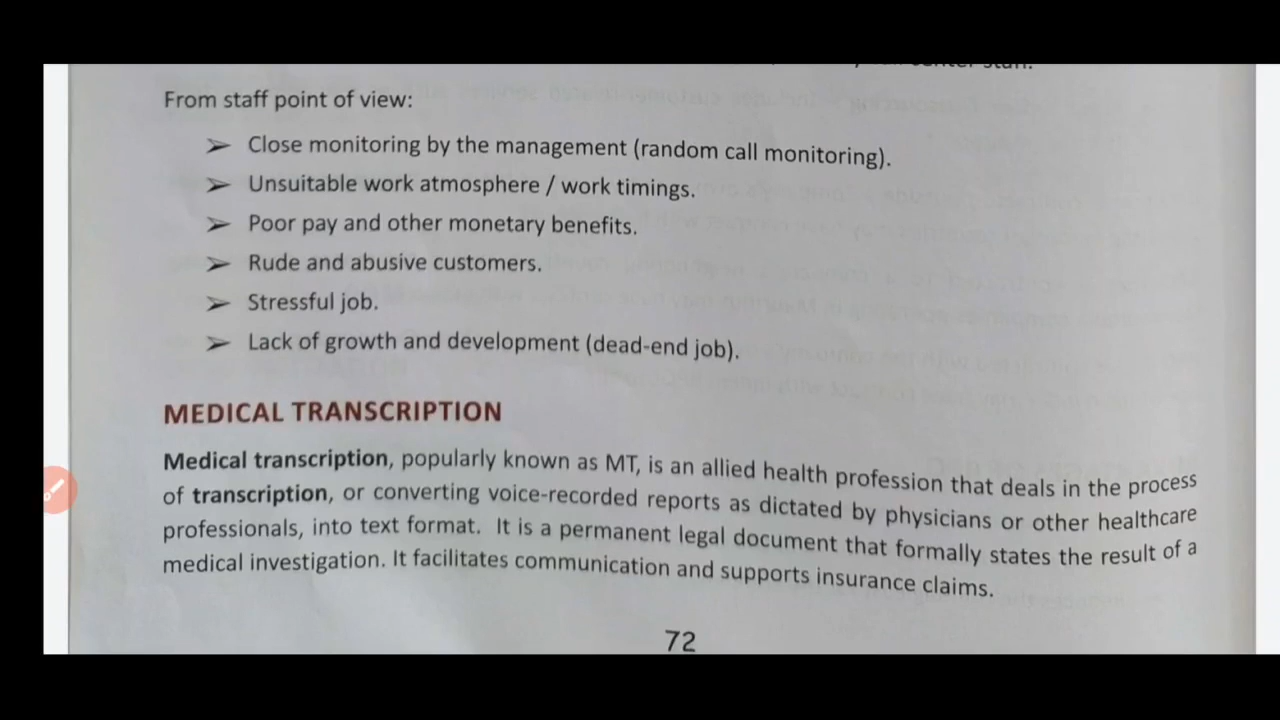 From staff point of view:
➢ Close monitoring by the management (random call monitoring).
➢ Unsuitable work atmosphere / work timings.
➢ Poor pay and other monetary benefits.
➢ Rude and abusive customers.
➢ Stressful job.
➢ Lack of growth and development (dead-end job).
MEDICAL TRANSCRIPTION
Medical transcription, popularly known as MT, is an allied health profession that deals in the process
of transcription, or converting voice-recorded reports as dictated by physicians or other healthcare
professionals, into text format. It is a permanent legal document that formally states the result of a
medical investigation. It facilitates communication and supports insurance claims.
72